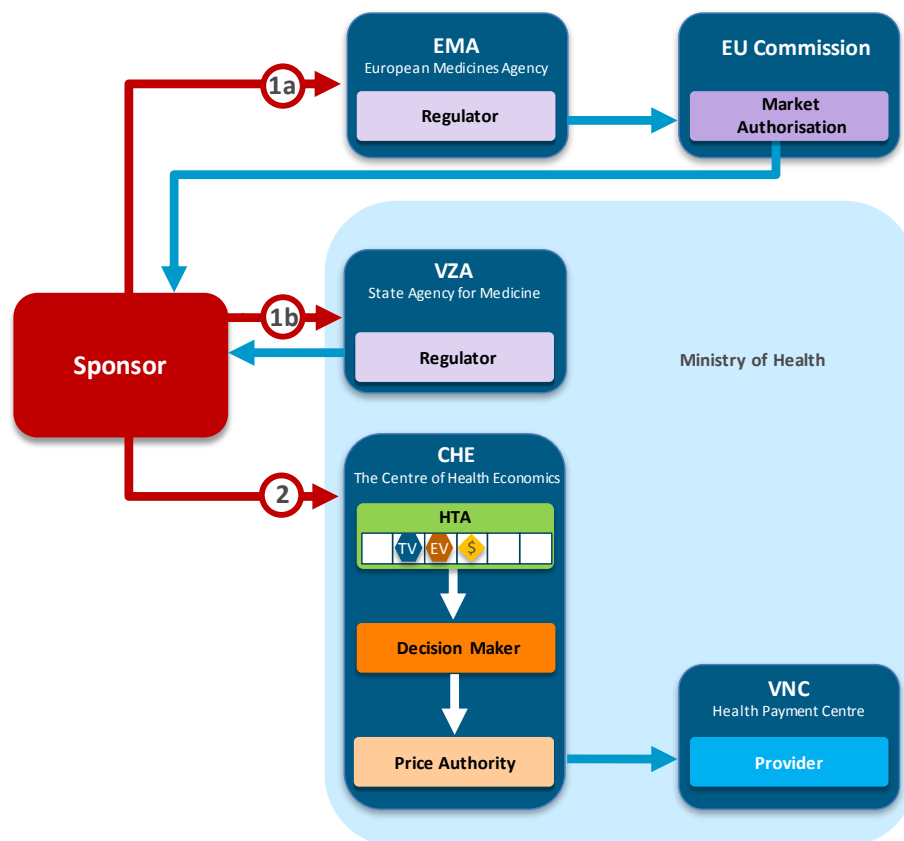 EMA
European Medicines Agency
Regulator
EU Commission
Market
Authorisation
1a
VZA
State Agency for Medicine
Regulator
1b
Sponsor
Ministry of Health
CHE
The Centre of Health Economics
HTA
TV EV $
2
Decision Maker
Price Authority
VNC
Health Payment Centre
Provider